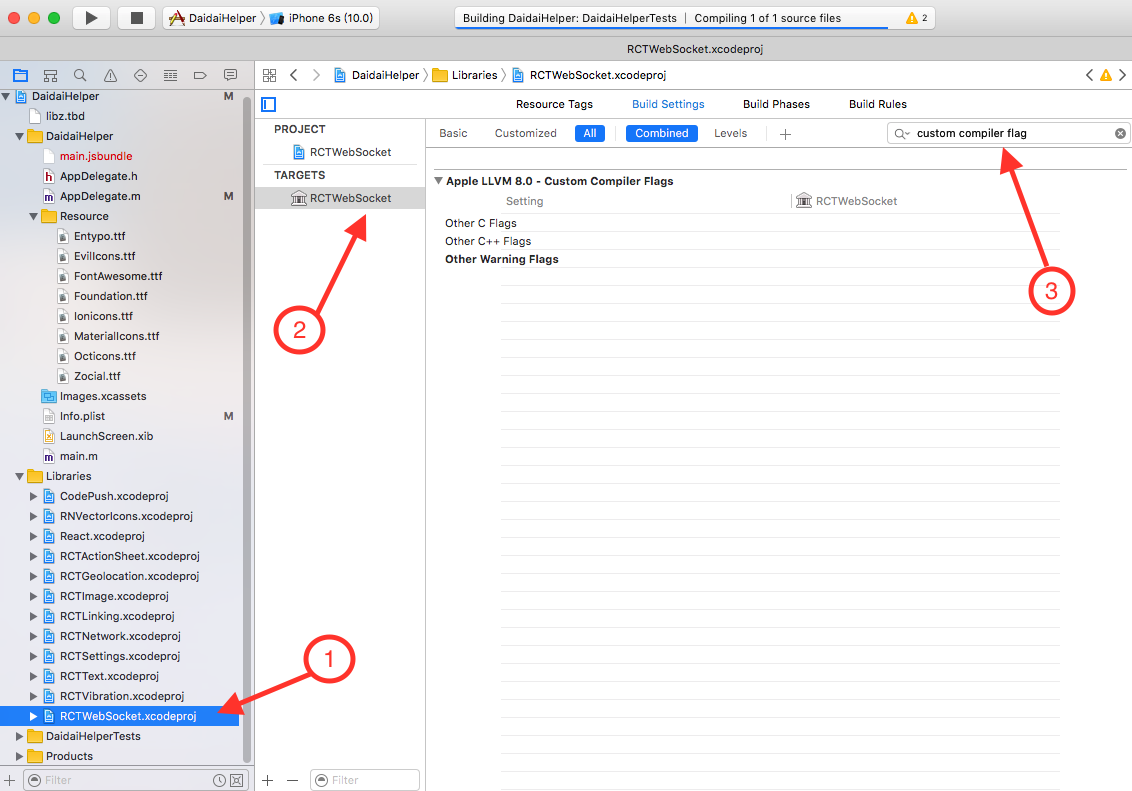 DaidaiHelper
iPhone 6s (10.0)
Building DaidaiHelper: DaidaiHelperTests | Compiling 1 of 1 source files
2
RCTWebSocket.xcodeproj
DaidaiHelper
Libraries
RCTWebSocket.xcodeproj
DaidaiHelper M
libz.tbd
DaidaiHelper
main.jsbundle
AppDelegate.h
AppDelegate.m M
Resource
Entypo.ttf
EvilIcons.ttf
FontAwesome.ttf
Foundation.ttf
Ionicons.ttf
MaterialIcons.ttf
Octicons.ttf
Zocial.ttf
Images.xcassets
Info.plist M
LaunchScreen.xib
main.m
Libraries
CodePush.xcodeproj
RNVectorIcons.xcodeproj
React.xcodeproj
RCTActionSheet.xcodeproj
RCTGeolocation.xcodeproj
RCTImage.xcodeproj
RCTLinking.xcodeproj
RCTNetwork.xcodeproj
RCTSettings.xcodeproj
RCTText.xcodeproj
RCTVibration.xcodeproj
RCTWebSocket.xcodeproj
DaidaiHelperTests
Products
Filter
PROJECT
RCTWebSocket
TARGETS
RCTWebSocket
Filter
Resource Tags Build Settings Build Phases Build Rules
Basic Customized All Combined Levels
custom compiler flag
Apple LLVM 8.0 - Custom Compiler Flags
Setting RCTWebSocket
Other C Flags
Other C++ Flags
Other Warning Flags
1
2
3